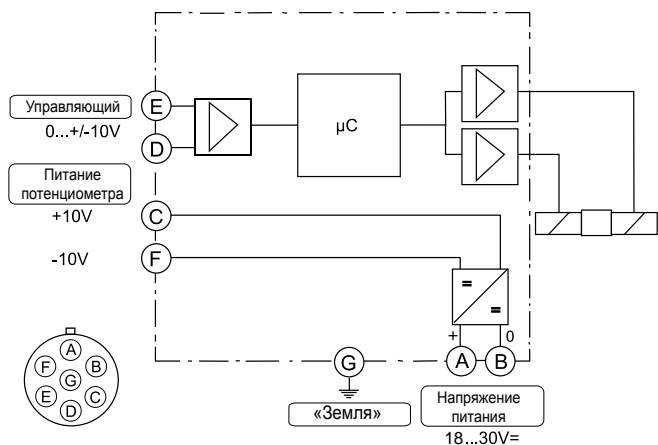 Управляющий
0...+/-10V
E
D
µC
Питание
потенциометра
+10V
C
-10V
F
=
=
+
0
A
B
G
«Земля»
Напряжение
питания
18...30V=
A
F
B
G
E
C
D